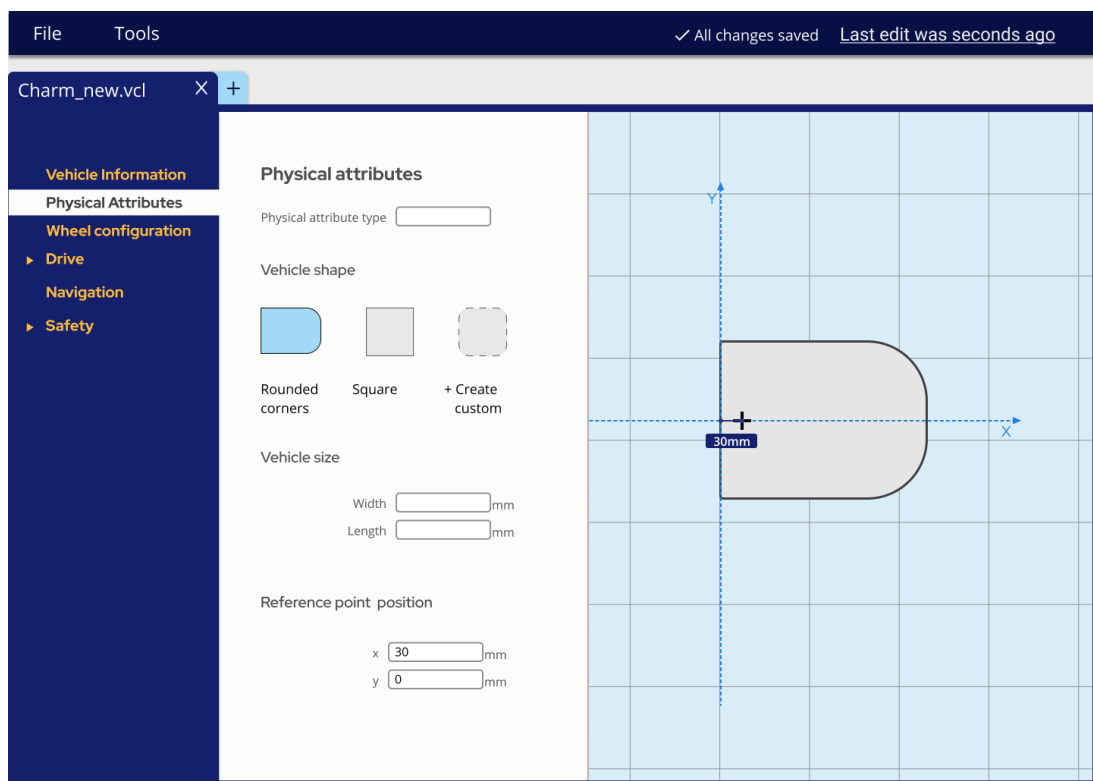 File Tools
✓ All changes saved Last edit was seconds ago
Charm_new.vcl X +
Vehicle Information
Physical Attributes
Wheel configuration
Drive
Navigation
Safety
Physical attributes
Physical attribute type
Vehicle shape
Rounded
corners
Square
+ Create
custom
Vehicle size
Width mm
Length mm
Reference point position
x 30 mm
y 0 mm
Y
X
30mm